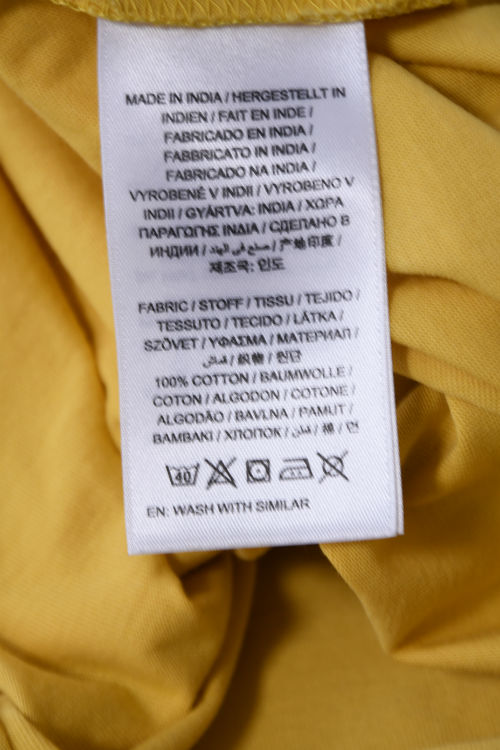 MADE IN INDIA / HERGESTELLT IN
INDIEN / FAIT EN INDE /
FABRICADO EN INDIA /
FABBRICATO IN INDIA /
FABRICADO NA INDIA /
VYROBENÉ V INDII / VYROBENO V
INDII / GYÁRTVA: INDIA / ΧΩΡΑ
ΠΑΡΑΓΩΓΗΣ ΙΝΔΙΑ / СДЕЛАНО В
ИНДИИ / صنع في الهند / 产地 印度 /
제조국: 인도
FABRIC / STOFF / TISSU / TEJIDO /
TESSUTO / TECIDO / LÁTKA /
SZÖVET / ΥΦΑΣΜΑ / МАТЕРИАЛ /
قماش / 织物 / 원단
100% COTTON / BAUMWOLLE /
COTON / ALGODON / COTONE /
ALGODÃO / BAVLNA / PAMUT /
BAMBAKI / ХЛОПОК / قطن / 棉 / 면
40
EN: WASH WITH SIMILAR